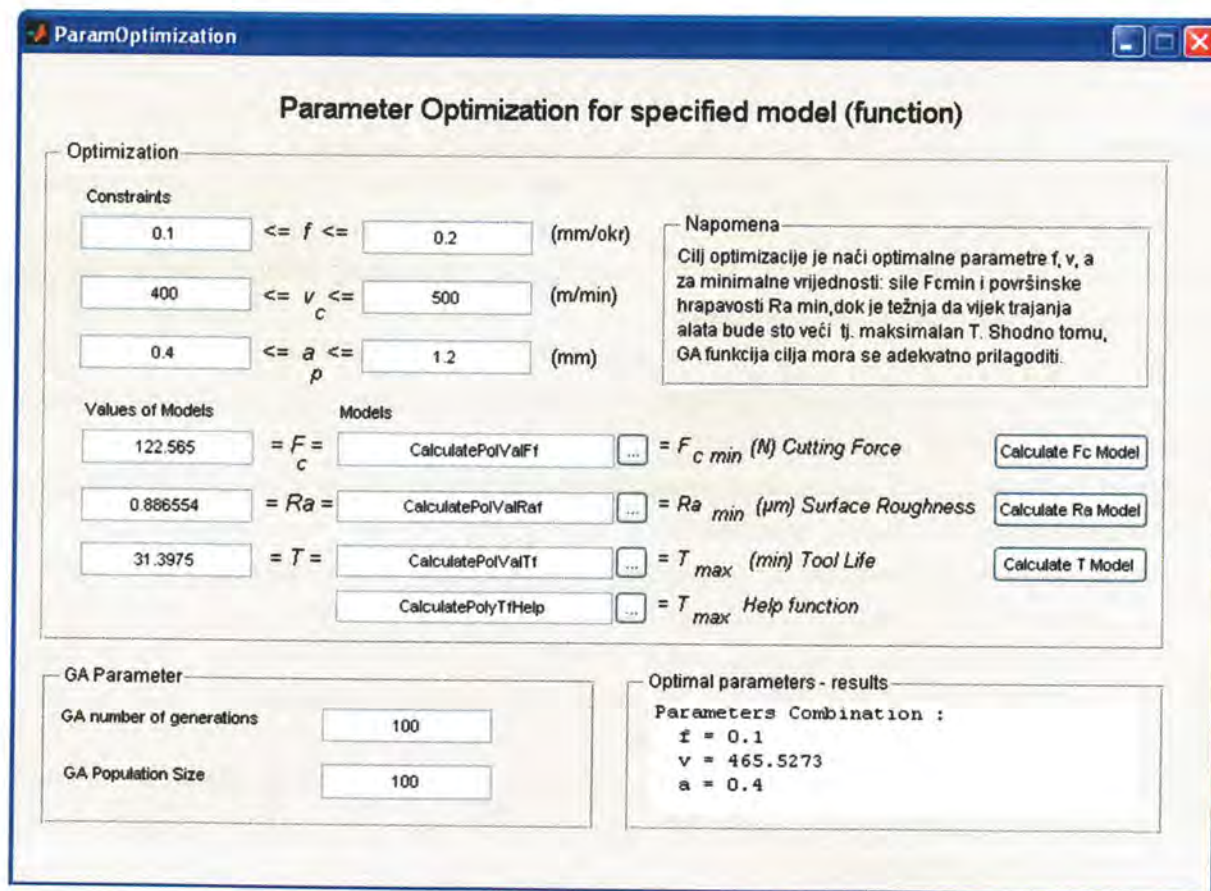 ParamOptimization
Parameter Optimization for specified model (function)
Optimization
Constraints
0.1 <= f <= 0.2 (mm/okr)
400 <= v c <= 500 (m/min)
0.4 <= a p <= 1.2 (mm)
Napomena
Cilj optimizacije je naći optimalne parametre f, v, a
za minimalne vrijednosti: sile Fcmin i površinske
hrapavosti Ra min,dok je težnja da vijek trajanja
alata bude sto veći tj. maksimalan T. Shodno tomu,
GA funkcija cilja mora se adekvatno prilagoditi.
Values of Models Models
122.565 = F c = CalculatePolValFf ... = F c min (N) Cutting Force Calculate Fc Model
0.886554 = Ra = CalculatePolValRaf ... = Ra min (µm) Surface Roughness Calculate Ra Model
31.3975 = T = CalculatePolValTf ... = T max (min) Tool Life Calculate T Model
CalculatePolyTfHelp ... = T max Help function
GA Parameter
GA number of generations 100
GA Population Size 100
Optimal parameters - results
Parameters Combination :
f = 0.1
v = 465.5273
a = 0.4